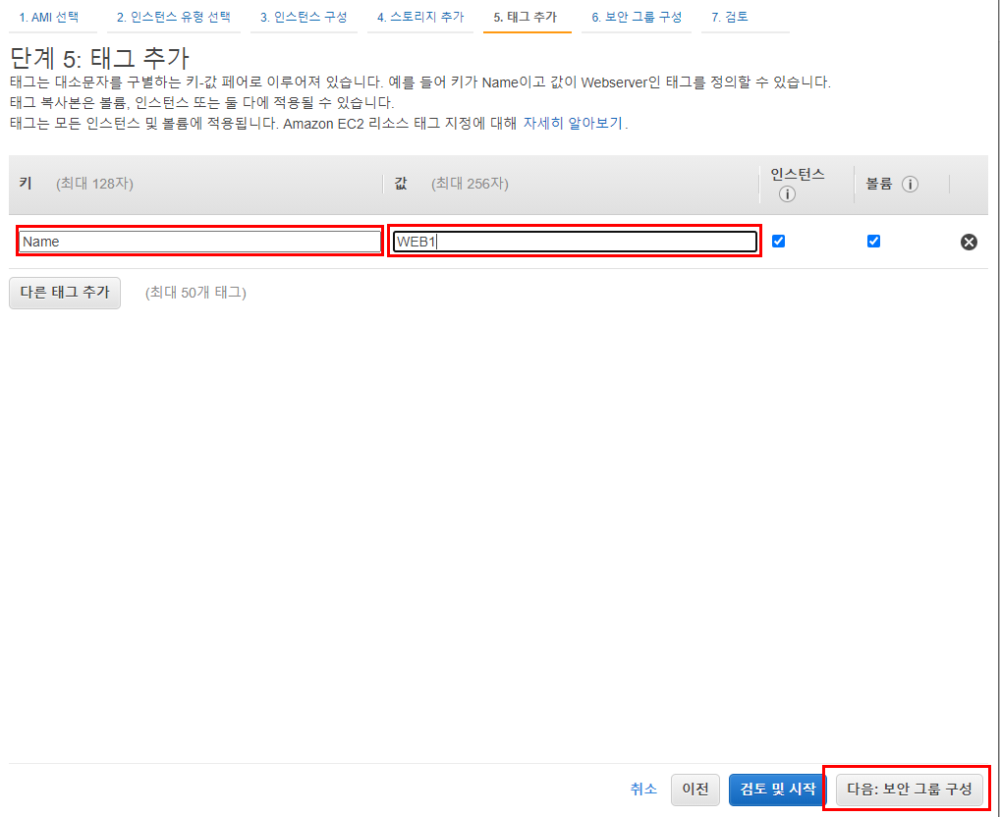 1. AMI 선택 2. 인스턴스 유형 선택 3. 인스턴스 구성 4. 스토리지 추가 5. 태그 추가 6. 보안 그룹 구성 7. 검토
단계 5: 태그 추가
태그는 대소문자를 구별하는 키-값 페어로 이루어져 있습니다. 예를 들어 키가 Name이고 값이 Webserver인 태그를 정의할 수 있습니다.
태그 복사본은 볼륨, 인스턴스 또는 둘 다에 적용될 수 있습니다.
태그는 모든 인스턴스 및 볼륨에 적용됩니다. Amazon EC2 리소스 태그 지정에 대해 자세히 알아보기.
키 (최대 128자) 값 (최대 256자) 인스턴스 볼륨
Name WEB1
다른 태그 추가 (최대 50개 태그)
취소 이전 검토 및 시작 다음: 보안 그룹 구성